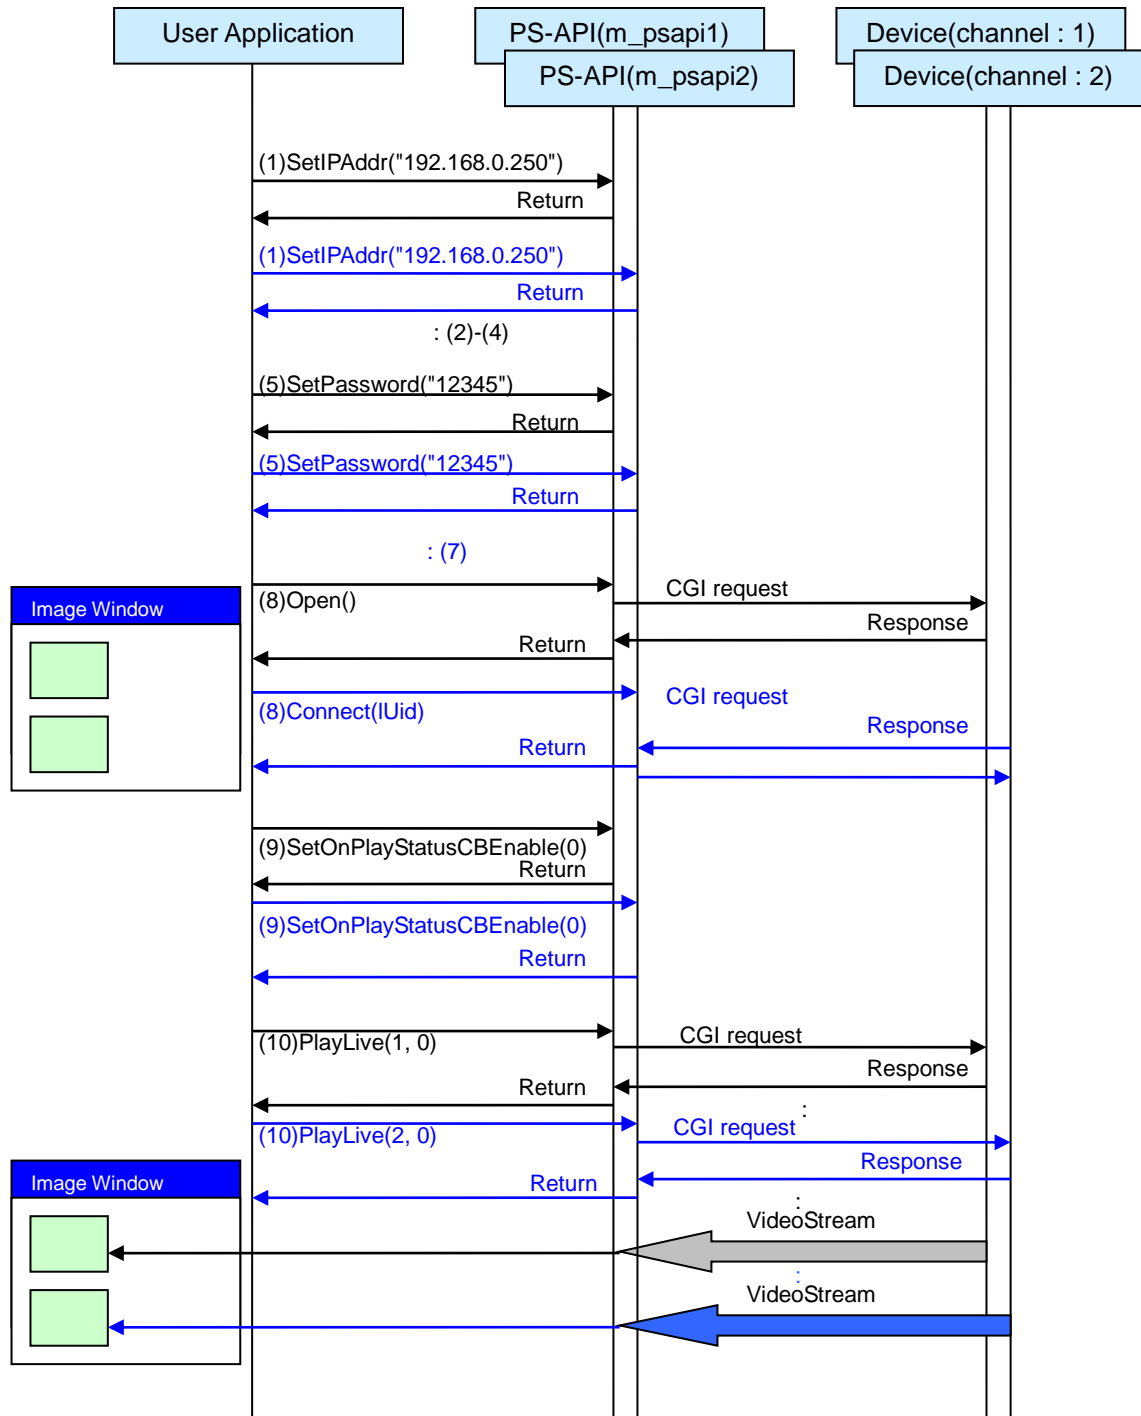 User Application
PS-API(m_psapi1)
Device(channel : 1)
PS-API(m_psapi2)
Device(channel : 2)
(1)SetIPAddr("192.168.0.250")
Return
(1)SetIPAddr("192.168.0.250")
Return
: (2)-(4)
(5)SetPassword("12345")
Return
(5)SetPassword("12345")
Return
: (7)
(8)Open()
CGI request
Image Window
Response
Return
(8)Connect(lUid)
CGI request
Response
Return
(9)SetOnPlayStatusCBEnable(0)
Return
(9)SetOnPlayStatusCBEnable(0)
Return
(10)PlayLive(1, 0)
CGI request
Response
Return
:
(10)PlayLive(2, 0)
CGI request
Response
Image Window
Return
:
VideoStream
:
VideoStream